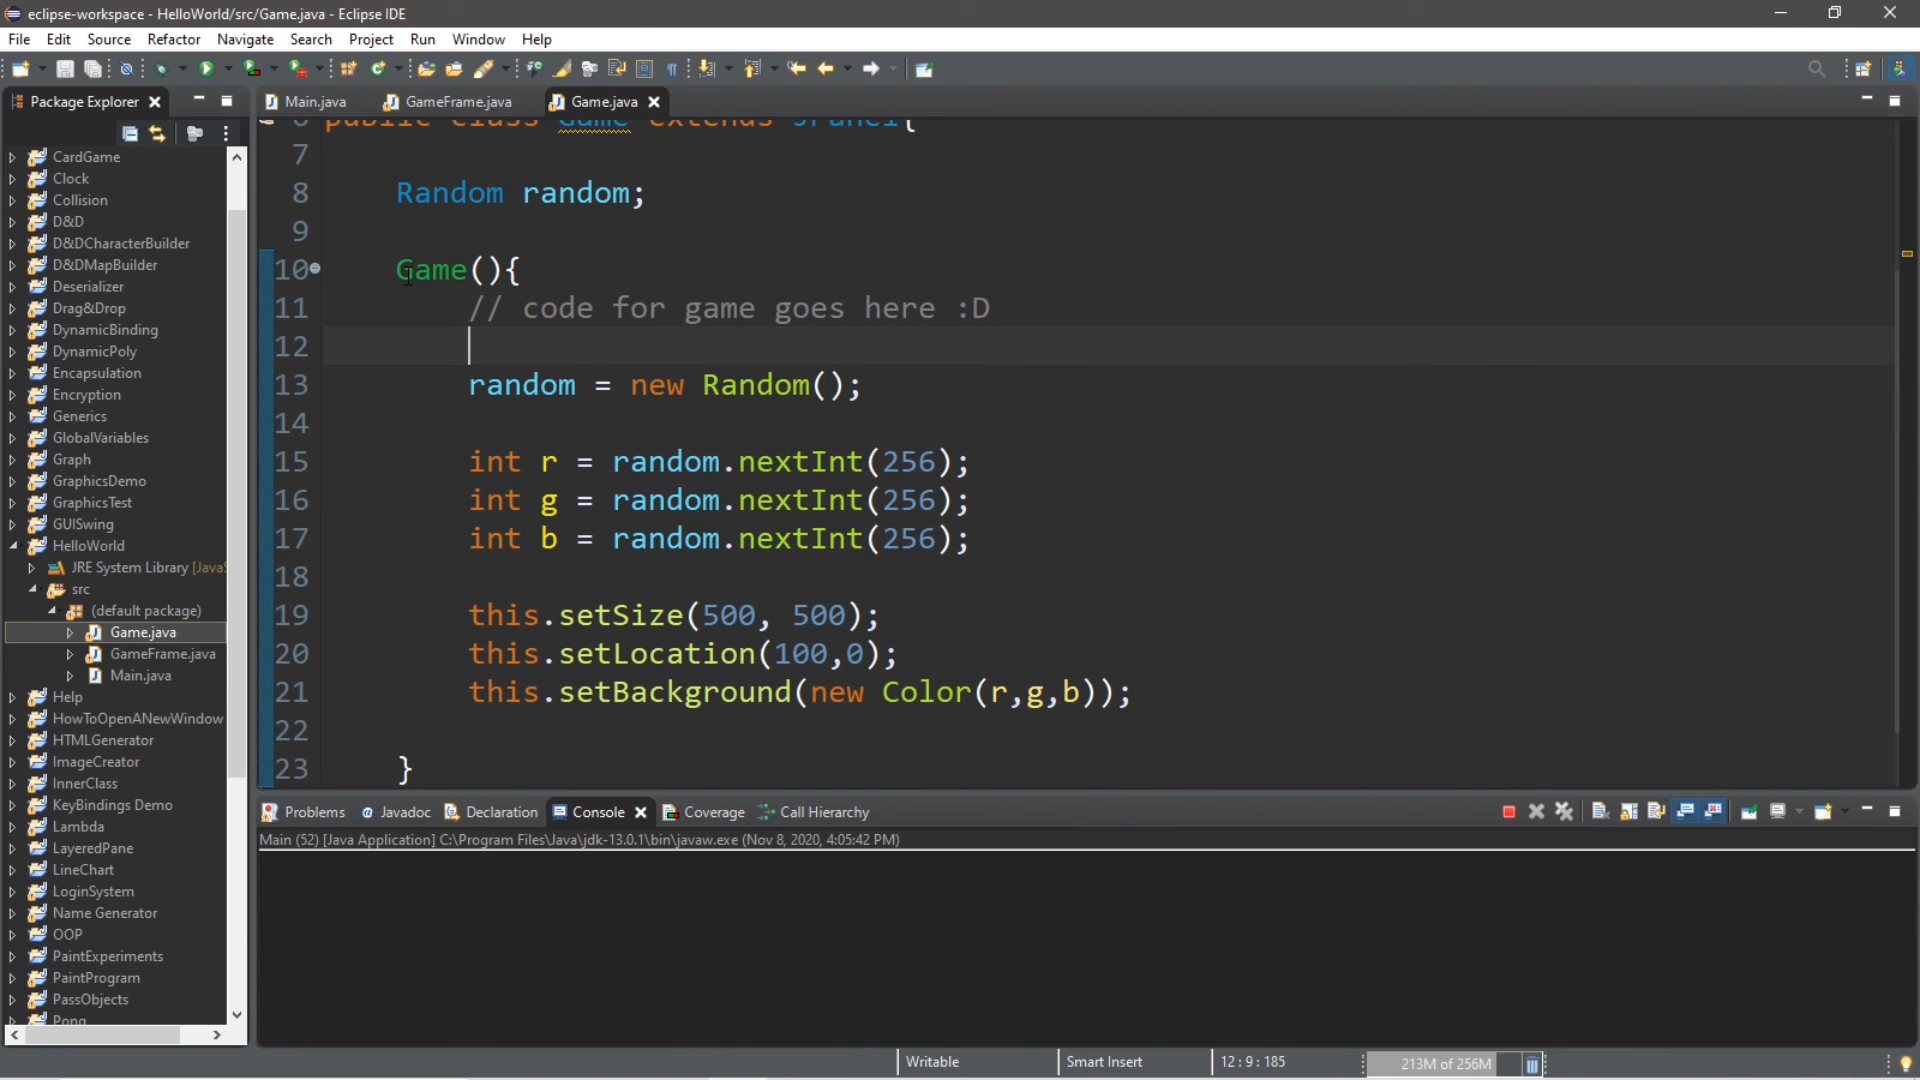 eclipse-workspace - HelloWorld/src/Game.java - Eclipse IDE
File Edit Source Refactor Navigate Search Project Run Window Help
Package Explorer
Main.java GameFrame.java Game.java
CardGame
Clock
Collision
D&D
D&DCharacterBuilder
D&DMapBuilder
Deserializer
Drag&Drop
DynamicBinding
DynamicPoly
Encapsulation
Encryption
Generics
GlobalVariables
Graph
GraphicsDemo
GraphicsTest
GUISwing
HelloWorld
JRE System Library [JavaS
src
(default package)
Game.java
GameFrame.java
Main.java
Help
HowToOpenANewWindow
HTMLGenerator
ImageCreator
InnerClass
KeyBindings Demo
Lambda
LayeredPane
LineChart
LoginSystem
Name Generator
OOP
PaintExperiments
PaintProgram
PassObjects
Pong
6 public class Game extends JPanel{
7
8 Random random;
9
10 Game(){
11 // code for game goes here :D
12
13 random = new Random();
14
15 int r = random.nextInt(256);
16 int g = random.nextInt(256);
17 int b = random.nextInt(256);
18
19 this.setSize(500, 500);
20 this.setLocation(100,0);
21 this.setBackground(new Color(r,g,b));
22
23 }
Problems Javadoc Declaration Console Coverage Call Hierarchy
Main (52) [Java Application] C:\Program Files\Java\jdk-13.0.1\bin\javaw.exe (Nov 8, 2020, 4:05:42 PM)
Writable Smart Insert 12 : 9 : 185 213M of 256M